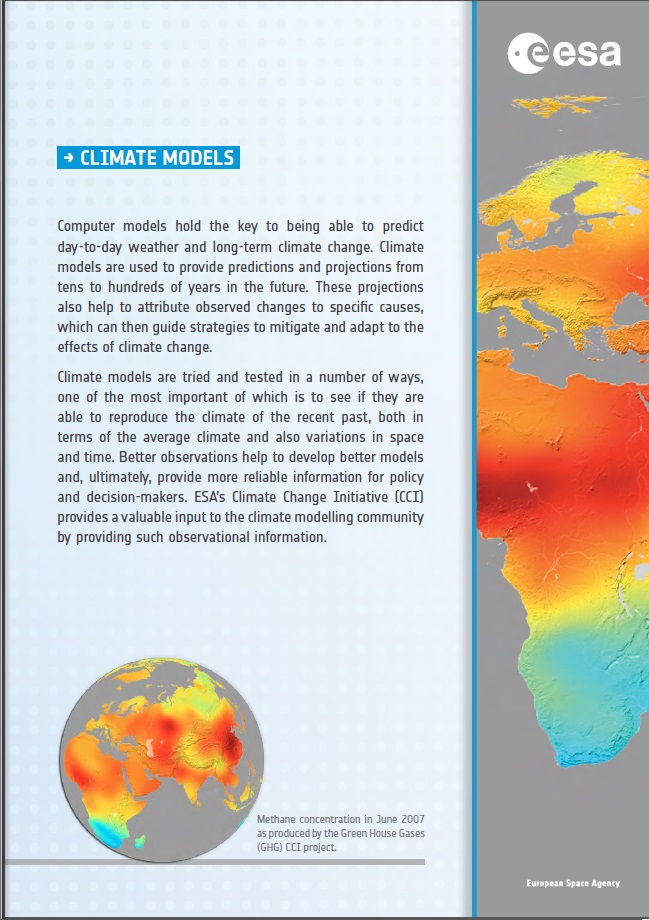 esa
→ CLIMATE MODELS
Computer models hold the key to being able to predict
day-to-day weather and long-term climate change. Climate
models are used to provide predictions and projections from
tens to hundreds of years in the future. These projections
also help to attribute observed changes to specific causes,
which can then guide strategies to mitigate and adapt to the
effects of climate change.
Climate models are tried and tested in a number of ways,
one of the most important of which is to see if they are
able to reproduce the climate of the recent past, both in
terms of the average climate and also variations in space
and time. Better observations help to develop better models
and, ultimately, provide more reliable information for policy
and decision-makers. ESA's Climate Change Initiative (CCI)
provides a valuable input to the climate modelling community
by providing such observational information.
Methane concentration in June 2007
as produced by the Green House Gases
(GHG) CCI project.
European Space Agency